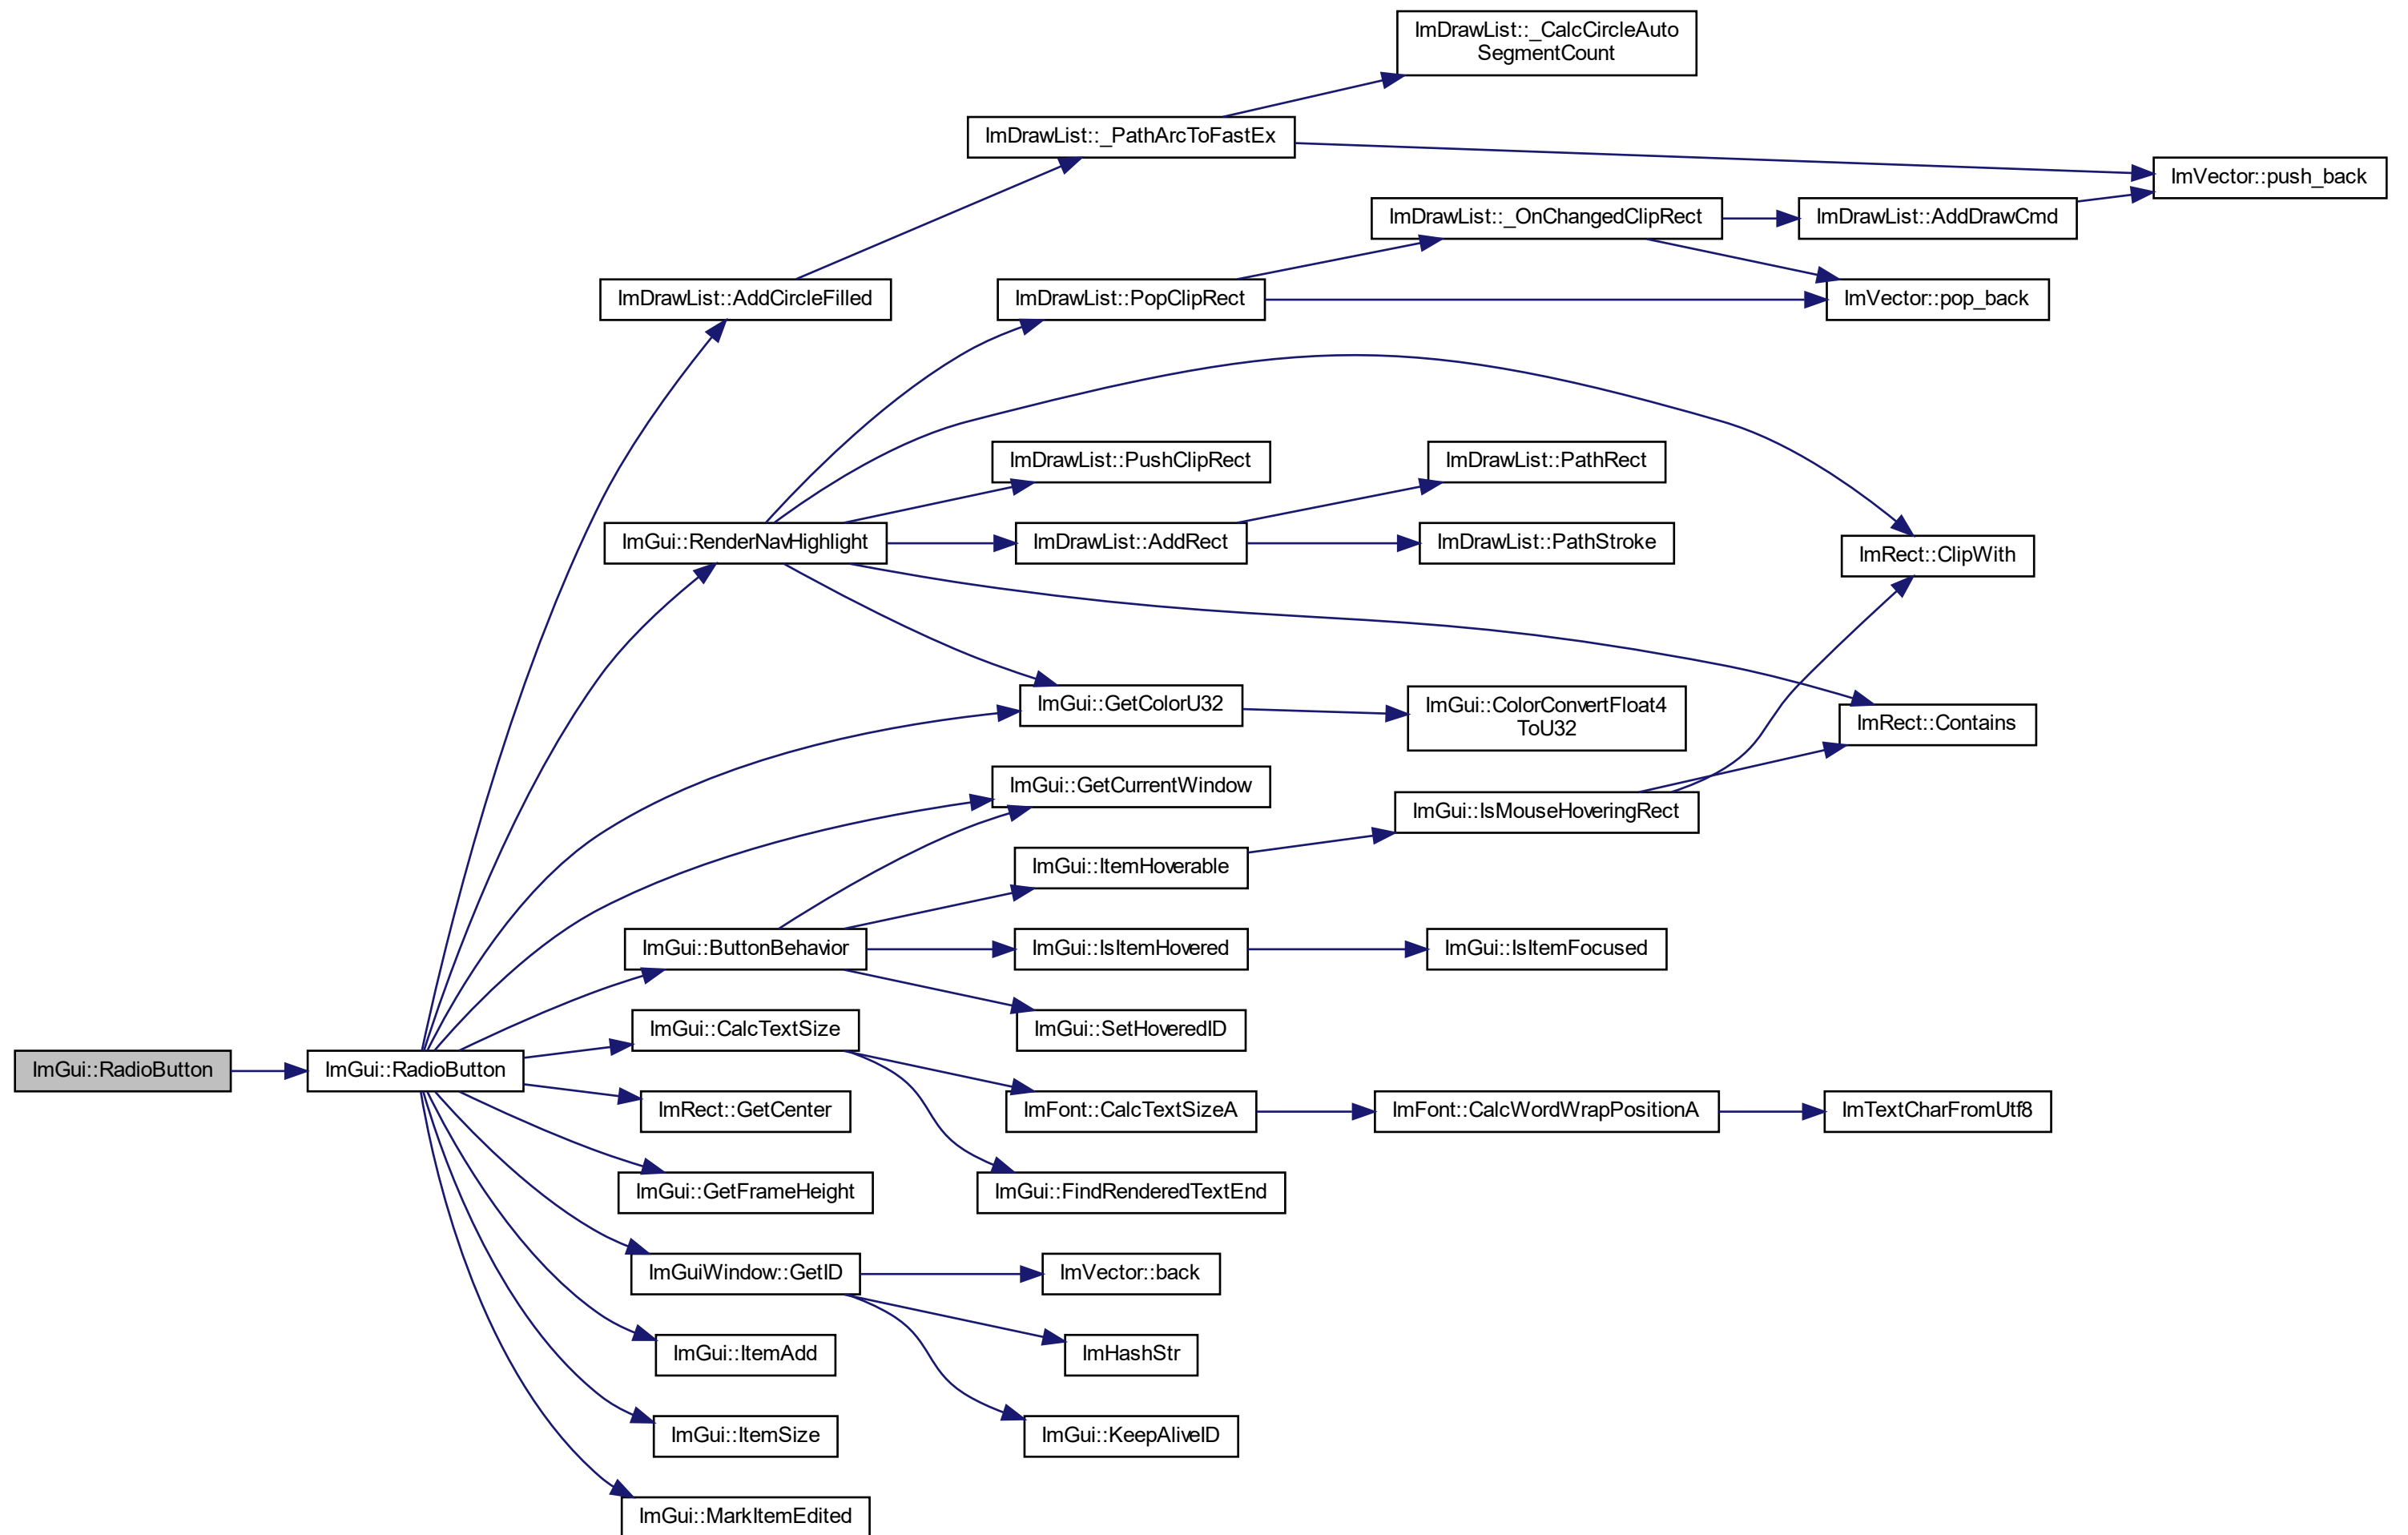 ImDrawList::_CalcCircleAuto
SegmentCount
ImDrawList::_PathArcToFastEx
ImVector::push_back
ImDrawList::_OnChangedClipRect
ImDrawList::AddDrawCmd
ImDrawList::AddCircleFilled
ImDrawList::PopClipRect
ImVector::pop_back
ImDrawList::PushClipRect
ImDrawList::PathRect
ImGui::RenderNavHighlight
ImDrawList::AddRect
ImDrawList::PathStroke
ImRect::ClipWith
ImGui::GetColorU32
ImGui::ColorConvertFloat4
ToU32
ImRect::Contains
ImGui::GetCurrentWindow
ImGui::IsMouseHoveringRect
ImGui::ItemHoverable
ImGui::ButtonBehavior
ImGui::IsItemHovered
ImGui::IsItemFocused
ImGui::CalcTextSize
ImGui::SetHoveredID
ImGui::RadioButton
ImGui::RadioButton
ImRect::GetCenter
ImFont::CalcTextSizeA
ImFont::CalcWordWrapPositionA
ImTextCharFromUtf8
ImGui::GetFrameHeight
ImGui::FindRenderedTextEnd
ImGuiWindow::GetID
ImVector::back
ImGui::ItemAdd
ImHashStr
ImGui::ItemSize
ImGui::KeepAliveID
ImGui::MarkItemEdited